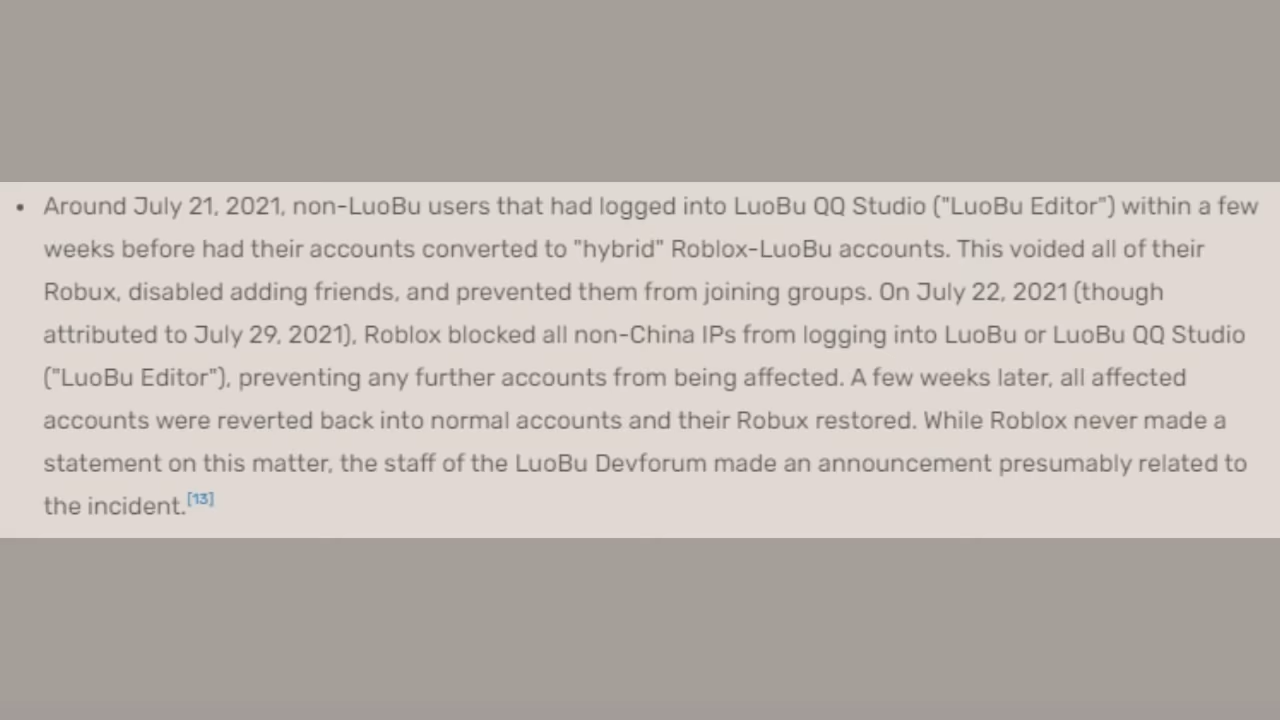 • Around July 21, 2021, non-LuoBu users that had logged into LuoBu QQ Studio ("LuoBu Editor") within a few
weeks before had their accounts converted to "hybrid" Roblox-LuoBu accounts. This voided all of their
Robux, disabled adding friends, and prevented them from joining groups. On July 22, 2021 (though
attributed to July 29, 2021), Roblox blocked all non-China IPs from logging into LuoBu or LuoBu QQ Studio
("LuoBu Editor"), preventing any further accounts from being affected. A few weeks later, all affected
accounts were reverted back into normal accounts and their Robux restored. While Roblox never made a
statement on this matter, the staff of the LuoBu Devforum made an announcement presumably related to
the incident.[13]